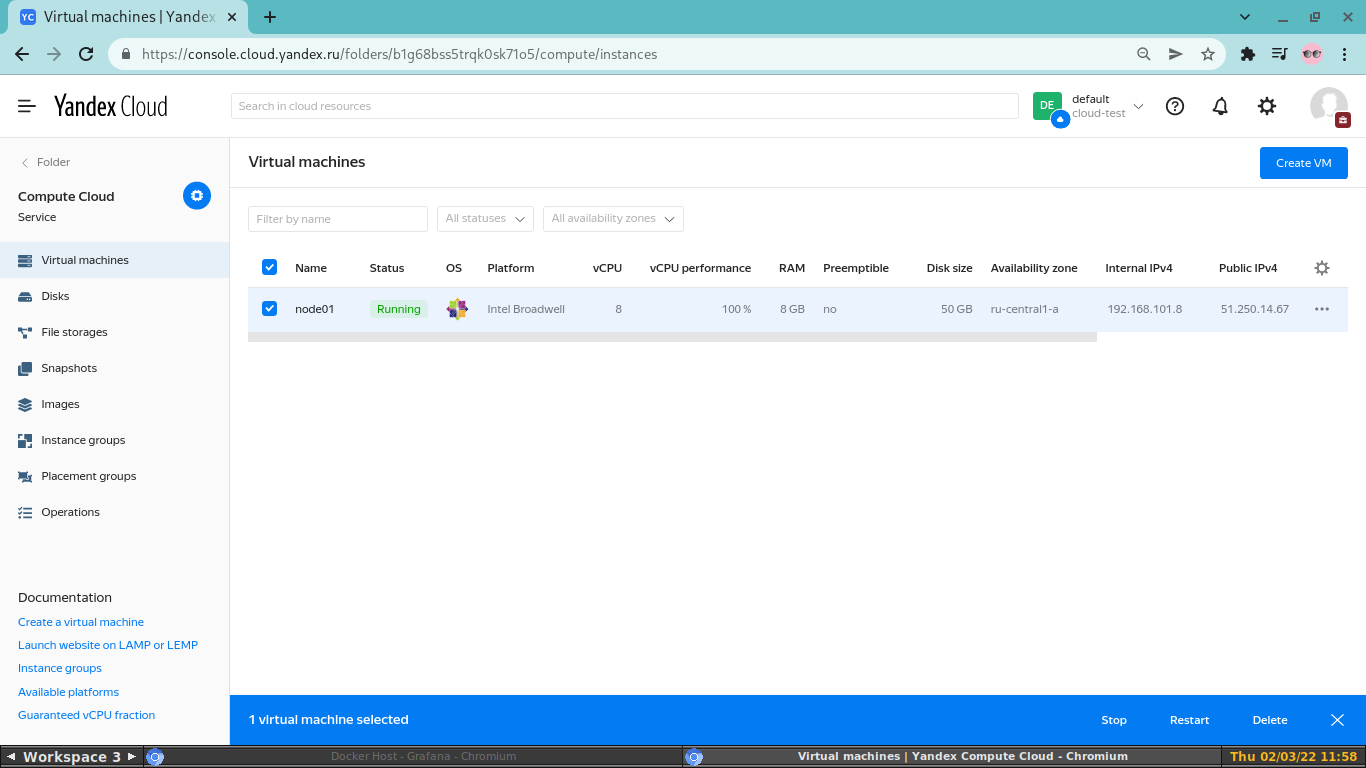 YC Virtual machines | Yandex
https://console.cloud.yandex.ru/folders/b1g68bss5trqk0sk71o5/compute/instances
Yandex Cloud
Search in cloud resources
DE
default
cloud-test
Folder
Compute Cloud
Service
Virtual machines
Disks
File storages
Snapshots
Images
Instance groups
Placement groups
Operations
Documentation
Create a virtual machine
Launch website on LAMP or LEMP
Instance groups
Available platforms
Guaranteed vCPU fraction
Virtual machines
Create VM
Filter by name
All statuses
All availability zones
Name Status OS Platform vCPU vCPU performance RAM Preemptible Disk size Availability zone Internal IPv4 Public IPv4
node01 Running Intel Broadwell 8 100 % 8 GB no 50 GB ru-central1-a 192.168.101.8 51.250.14.67
1 virtual machine selected
Stop Restart Delete
Workspace 3
Docker Host - Grafana - Chromium
Virtual machines | Yandex Compute Cloud - Chromium
Thu 02/03/22 11:58